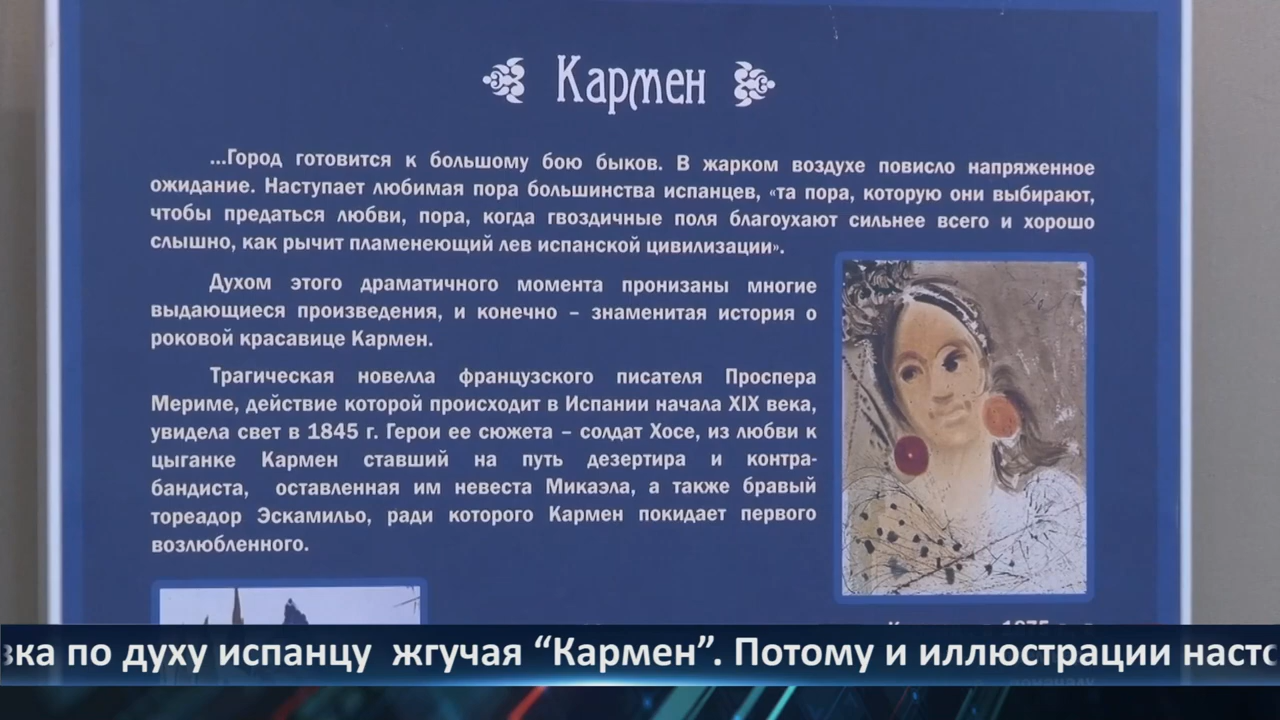 Кармен
...Город готовится к большому бою быков. В жарком воздухе повисло напряженное
ожидание. Наступает любимая пора большинства испанцев, «та пора, которую они выбирают,
чтобы предаться любви, пора, когда гвоздичные поля благоухают сильнее всего и хорошо
слышно, как рычит пламенеющий лев испанской цивилизации».
Духом этого драматичного момента пронизаны многие
выдающиеся произведения, и конечно – знаменитая история о
роковой красавице Кармен.
Трагическая новелла французского писателя Проспера
Мериме, действие которой происходит в Испании начала XIX века,
увидела свет в 1845 г. Герои ее сюжета – солдат Хосе, из любви к
цыганке Кармен ставший на путь дезертира и контра-
бандиста, оставленная им невеста Микаэла, а также бравый
тореадор Эскамильо, ради которого Кармен покидает первого
возлюбленного.
вка по духу испанцу жгучая “Кармен”. Потому и иллюстрации насто